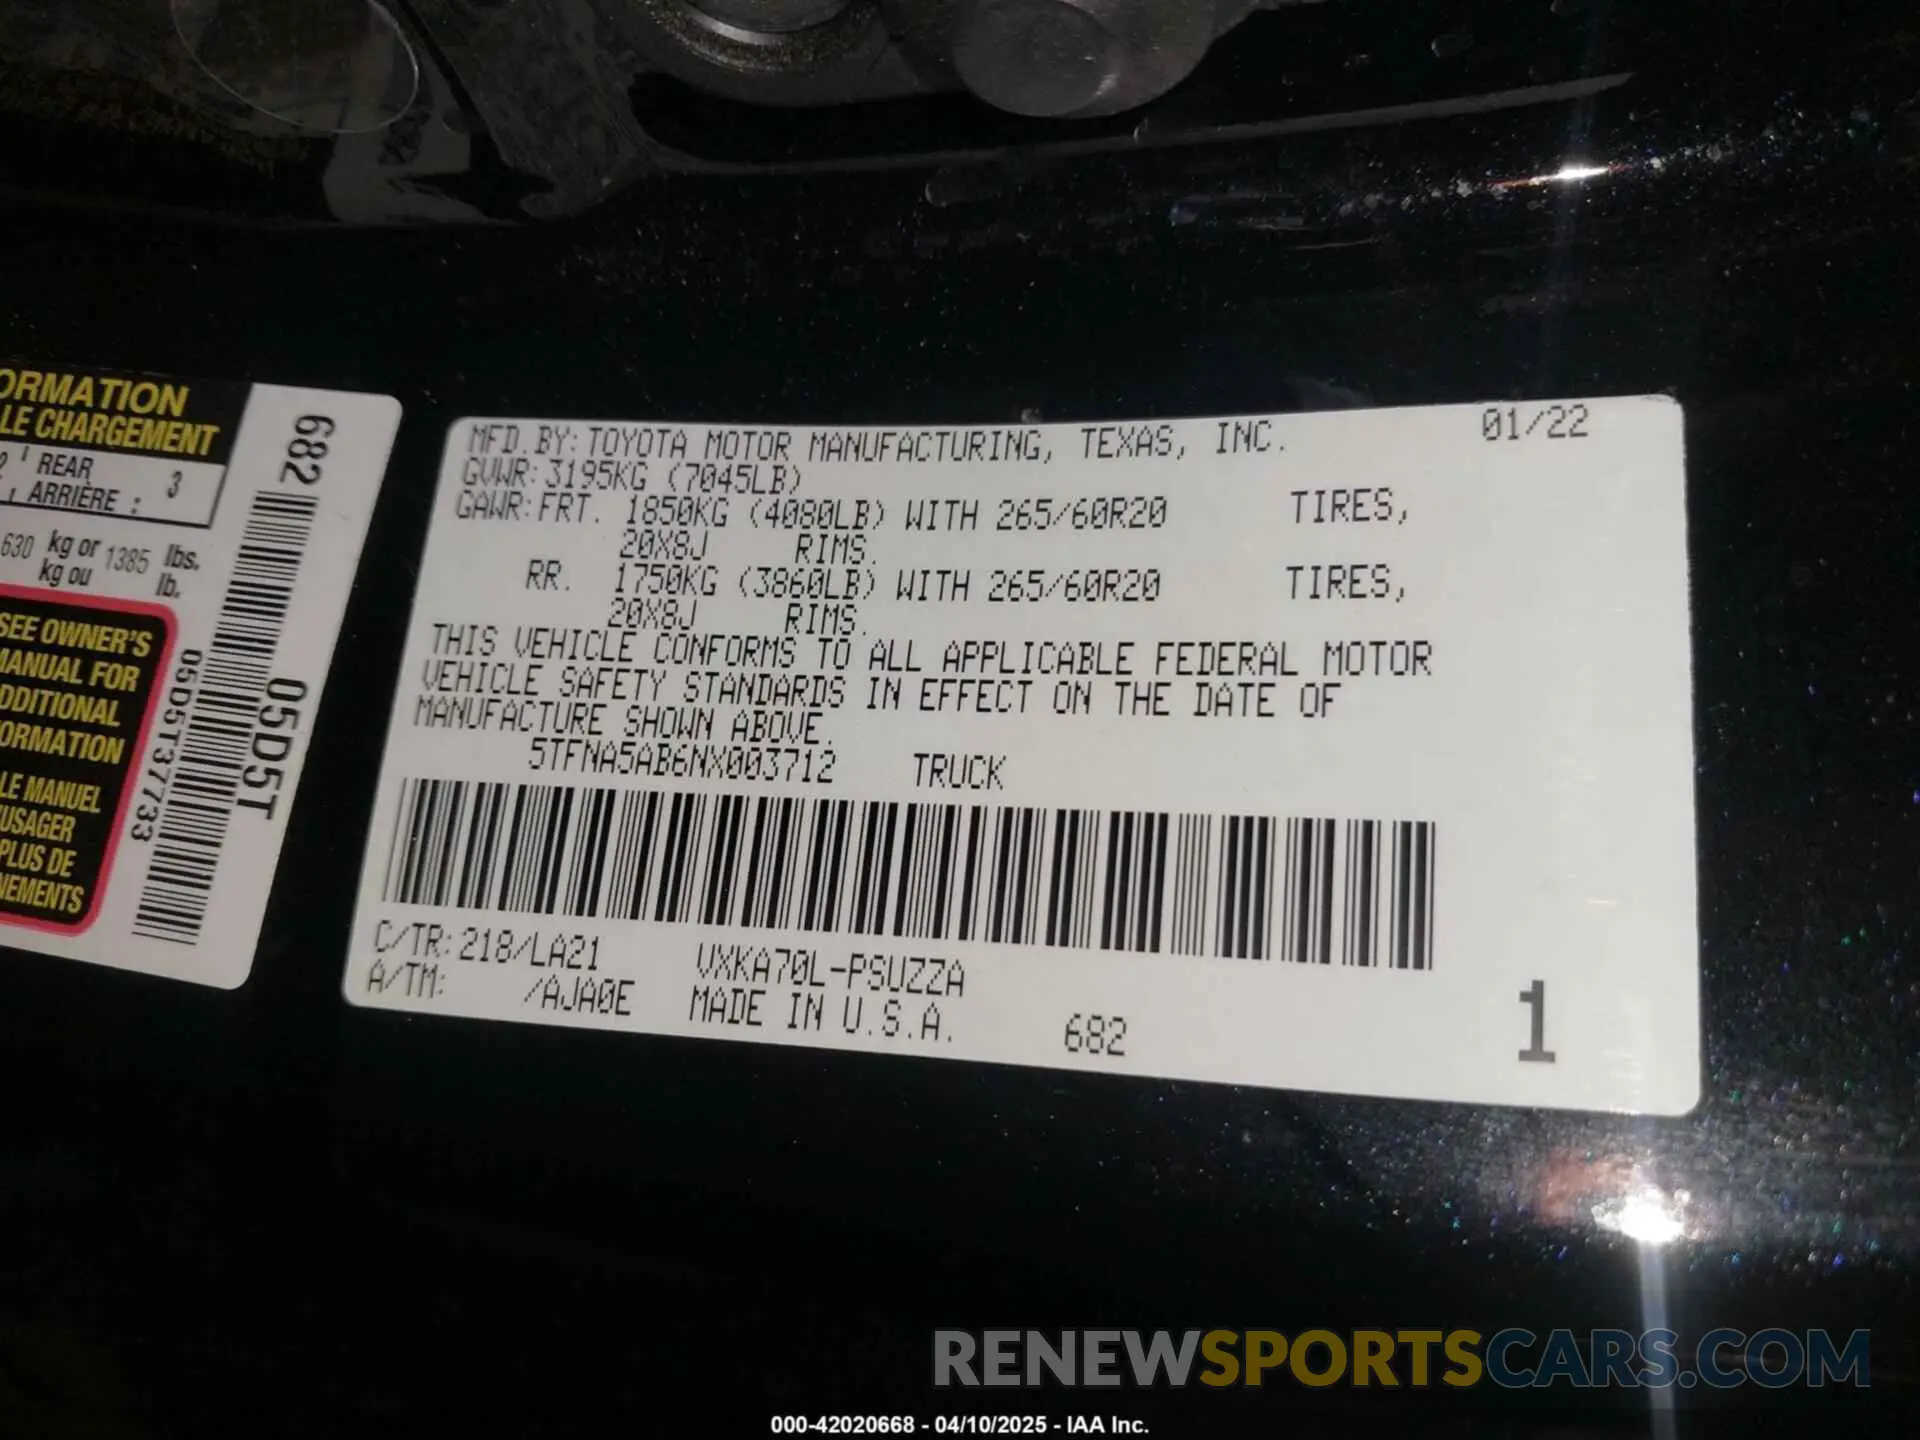 ORMATION
LE CHARGEMENT
2 REAR 3
ARRIÈRE :
630 kg or 1385 lbs.
kg ou lb.
SEE OWNER'S
MANUAL FOR
DDITIONAL
ORMATION
LE MANUEL
'USAGER
PLUS DE
NEMENTS
682
05D5T
05D5T37733
MFD. BY: TOYOTA MOTOR MANUFACTURING, TEXAS, INC. 01/22
GVWR: 3195KG (7045LB)
GAWR: FRT. 1850KG (4080LB) WITH 265/60R20 TIRES,
20X8J RIMS.
RR. 1750KG (3860LB) WITH 265/60R20 TIRES,
20X8J RIMS.
THIS VEHICLE CONFORMS TO ALL APPLICABLE FEDERAL MOTOR
VEHICLE SAFETY STANDARDS IN EFFECT ON THE DATE OF
MANUFACTURE SHOWN ABOVE.
5TFNA5AB6NX003712 TRUCK
C/TR: 218/LA21 VXKA70L-PSUZZA
A/TM: /AJA0E MADE IN U.S.A. 682 1
RENEWSPORTSCARS.COM
000-42020668 - 04/10/2025 - IAA Inc.